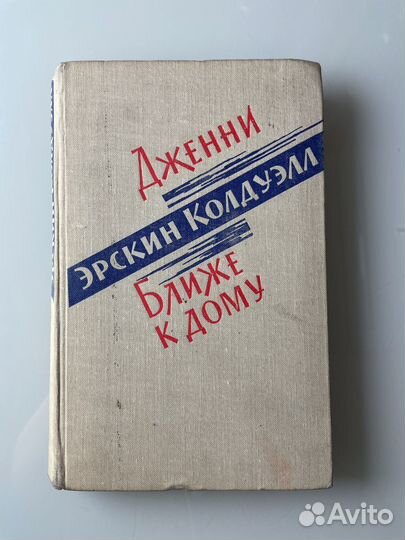 Дженни
Эрскин Колдуэлл
Ближе
к дому
Avito